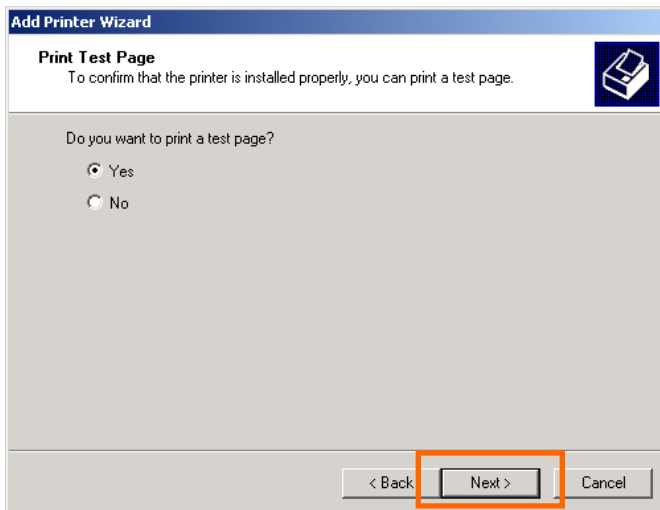 Add Printer Wizard
Print Test Page
To confirm that the printer is installed properly, you can print a test page.
Do you want to print a test page?
Yes
No
< Back
Next >
Cancel